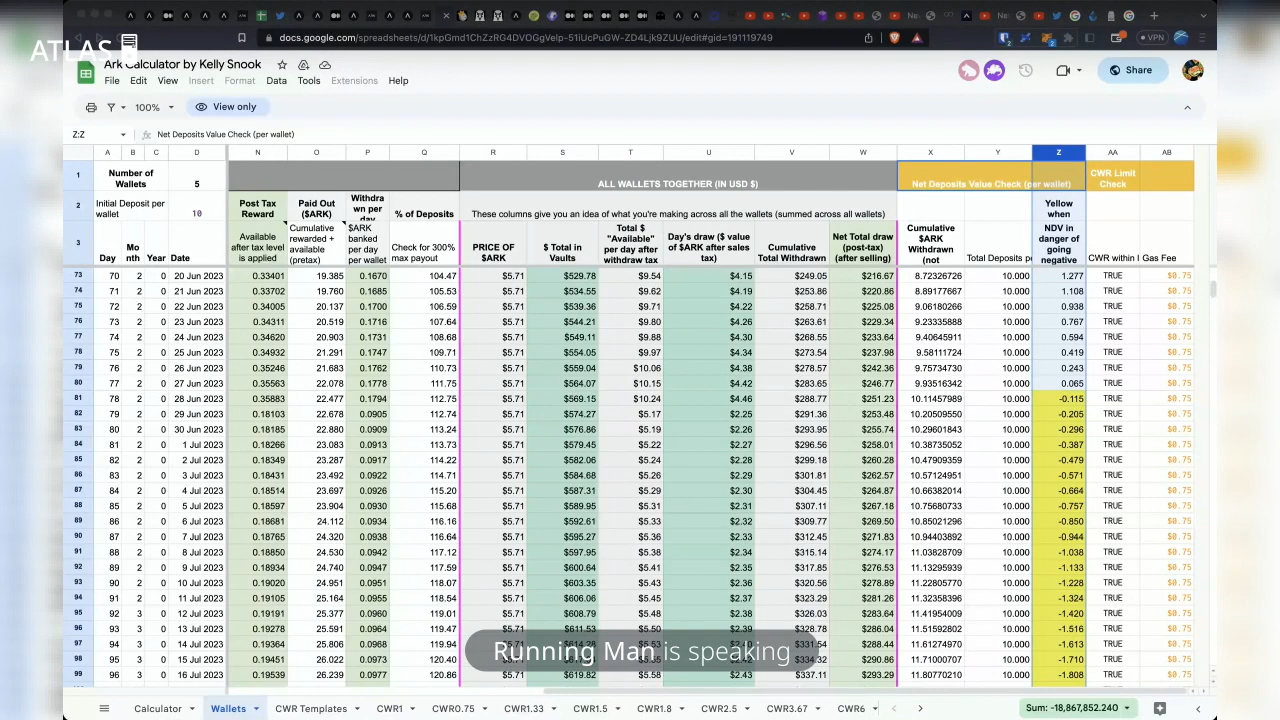 docs.google.com/spreadsheets/d/1kpGmd1ChZzRG4DVOGgVelp-51iUcPuGW-ZD4Ljk9ZUU/edit#gid=191119749
VPN
ATLAS
Ark Calculator by Kelly Snook
File Edit View Insert Format Data Tools Extensions Help
Share
100% View only
Z:Z fx Net Deposits Value Check (per wallet)
A B C D N O P Q R S T U V W X Y Z AA AB
1 Number of Wallets 5 ALL WALLETS TOGETHER (IN USD $) Net Deposits Value Check (per wallet) CWR Limit Check
2 Initial Deposit per wallet 10 Post Tax Reward Paid Out ($ARK) Withdra wn per day % of Deposits These columns give you an idea of what you're making across all the wallets (summed across all wallets) Yellow when
3 Day Mo nth Year Date Available after tax level is applied Cumulative rewarded + available (pretax) $ARK banked per day per wallet Check for 300% max payout PRICE OF $ARK $ Total in Vaults Total $ "Available" per day after withdraw tax Day's draw ($ value of $ARK after sales tax) Cumulative Total Withdrawn Net Total draw (post-tax) (after selling) Cumulative $ARK Withdrawn (not Total Deposits pe NDV in danger of going negative CWR within l Gas Fee
73 70 2 0 20 Jun 2023 0.33401 19.385 0.1670 104.47 $5.71 $529.78 $9.54 $4.15 $249.05 $216.67 8.72326726 10.000 1.277 TRUE $0.75
74 71 2 0 21 Jun 2023 0.33702 19.760 0.1685 105.53 $5.71 $534.55 $9.62 $4.19 $253.86 $220.86 8.89177667 10.000 1.108 TRUE $0.75
75 72 2 0 22 Jun 2023 0.34005 20.137 0.1700 106.59 $5.71 $539.36 $9.71 $4.22 $258.71 $225.08 9.06180266 10.000 0.938 TRUE $0.75
76 73 2 0 23 Jun 2023 0.34311 20.519 0.1716 107.64 $5.71 $544.21 $9.80 $4.26 $263.61 $229.34 9.23335888 10.000 0.767 TRUE $0.75
77 74 2 0 24 Jun 2023 0.34620 20.903 0.1731 108.68 $5.71 $549.11 $9.88 $4.30 $268.55 $233.64 9.40645911 10.000 0.594 TRUE $0.75
78 75 2 0 25 Jun 2023 0.34932 21.291 0.1747 109.71 $5.71 $554.05 $9.97 $4.34 $273.54 $237.98 9.58111724 10.000 0.419 TRUE $0.75
79 76 2 0 26 Jun 2023 0.35246 21.683 0.1762 110.73 $5.71 $559.04 $10.06 $4.38 $278.57 $242.36 9.75734730 10.000 0.243 TRUE $0.75
80 77 2 0 27 Jun 2023 0.35563 22.078 0.1778 111.75 $5.71 $564.07 $10.15 $4.42 $283.65 $246.77 9.93516342 10.000 0.065 TRUE $0.75
81 78 2 0 28 Jun 2023 0.35883 22.477 0.1794 112.75 $5.71 $569.15 $10.24 $4.46 $288.77 $251.23 10.11457989 10.000 -0.115 TRUE $0.75
82 79 2 0 29 Jun 2023 0.18103 22.678 0.0905 112.74 $5.71 $574.27 $5.17 $2.25 $291.36 $253.48 10.20509550 10.000 -0.205 TRUE $0.75
83 80 2 0 30 Jun 2023 0.18185 22.880 0.0909 113.24 $5.71 $576.86 $5.19 $2.26 $293.95 $255.74 10.29601843 10.000 -0.296 TRUE $0.75
84 81 2 0 1 Jul 2023 0.18266 23.083 0.0913 113.73 $5.71 $579.45 $5.22 $2.27 $296.56 $258.01 10.38735052 10.000 -0.387 TRUE $0.75
85 82 2 0 2 Jul 2023 0.18349 23.287 0.0917 114.22 $5.71 $582.06 $5.24 $2.28 $299.18 $260.28 10.47909359 10.000 -0.479 TRUE $0.75
86 83 2 0 3 Jul 2023 0.18431 23.492 0.0922 114.71 $5.71 $584.68 $5.26 $2.29 $301.81 $262.57 10.57124951 10.000 -0.571 TRUE $0.75
87 84 2 0 4 Jul 2023 0.18514 23.697 0.0926 115.20 $5.71 $587.31 $5.29 $2.30 $304.45 $264.87 10.66382014 10.000 -0.664 TRUE $0.75
88 85 2 0 5 Jul 2023 0.18597 23.904 0.0930 115.68 $5.71 $589.95 $5.31 $2.31 $307.11 $267.18 10.75680733 10.000 -0.757 TRUE $0.75
89 86 2 0 6 Jul 2023 0.18681 24.112 0.0934 116.16 $5.71 $592.61 $5.33 $2.32 $309.77 $269.50 10.85021296 10.000 -0.850 TRUE $0.75
90 87 2 0 7 Jul 2023 0.18765 24.320 0.0938 116.64 $5.71 $595.27 $5.36 $2.33 $312.45 $271.83 10.94403892 10.000 -0.944 TRUE $0.75
91 88 2 0 8 Jul 2023 0.18850 24.530 0.0942 117.12 $5.71 $597.95 $5.38 $2.34 $315.14 $274.17 11.03828709 10.000 -1.038 TRUE $0.75
92 89 2 0 9 Jul 2023 0.18934 24.740 0.0947 117.59 $5.71 $600.64 $5.41 $2.35 $317.85 $276.53 11.13295939 10.000 -1.133 TRUE $0.75
93 90 2 0 10 Jul 2023 0.19020 24.951 0.0951 118.07 $5.71 $603.35 $5.43 $2.36 $320.56 $278.89 11.22805770 10.000 -1.228 TRUE $0.75
94 91 2 0 11 Jul 2023 0.19105 25.164 0.0955 118.54 $5.71 $606.06 $5.45 $2.37 $323.29 $281.26 11.32358396 10.000 -1.324 TRUE $0.75
95 92 3 0 12 Jul 2023 0.19191 25.377 0.0960 119.01 $5.71 $608.79 $5.48 $2.38 $326.03 $283.64 11.41954009 10.000 -1.420 TRUE $0.75
96 93 3 0 13 Jul 2023 0.19278 25.591 0.0964 119.47 $5.71 $611.53 $5.50 $2.39 $328.78 $286.04 11.51592802 10.000 -1.516 TRUE $0.75
97 94 3 0 14 Jul 2023 0.19364 25.806 0.0968 119.94 $5.71 $288.44 11.61274970 10.000 -1.613 TRUE $0.75
98 95 3 0 15 Jul 2023 0.19451 26.022 0.0973 120.40 $5.71 $290.86 11.71000707 10.000 -1.710 TRUE $0.75
99 96 3 0 16 Jul 2023 0.19539 26.239 0.0977 120.86 $5.71 $619.82 $5.58 $2.43 $337.11 $293.29 11.80770210 10.000 -1.808 TRUE $0.75
Running Man is speaking
Calculator Wallets CWR Templates CWR1 CWR0.75 CWR1.33 CWR1.5 CWR1.8 CWR2.5 CWR3.67 CWR6 Sum: -18,867,852.240